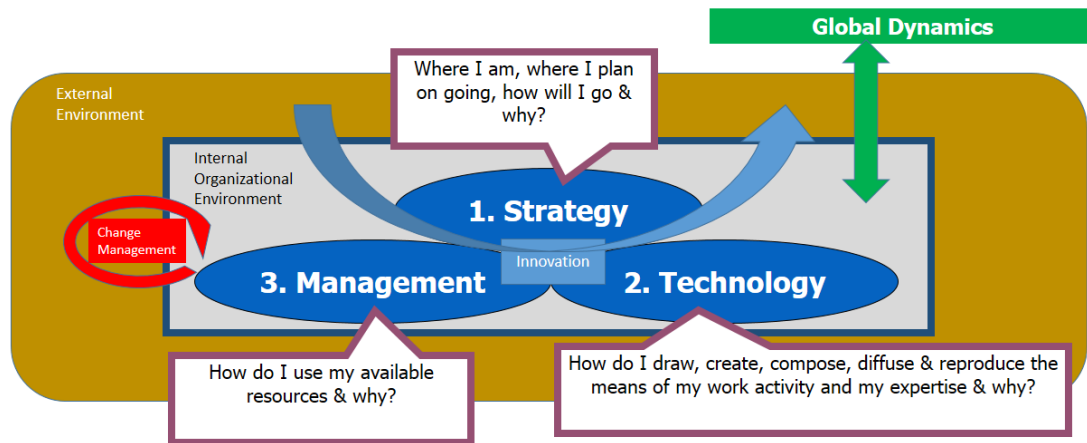 Global Dynamics
Where I am, where I plan
on going, how will I go &
why?
External
Environment
Internal
Organizational
Environment
1. Strategy
Change
Management
Innovation
3. Management
2. Technology
How do I use my available
resources & why?
How do I draw, create, compose, diffuse & reproduce the
means of my work activity and my expertise & why?